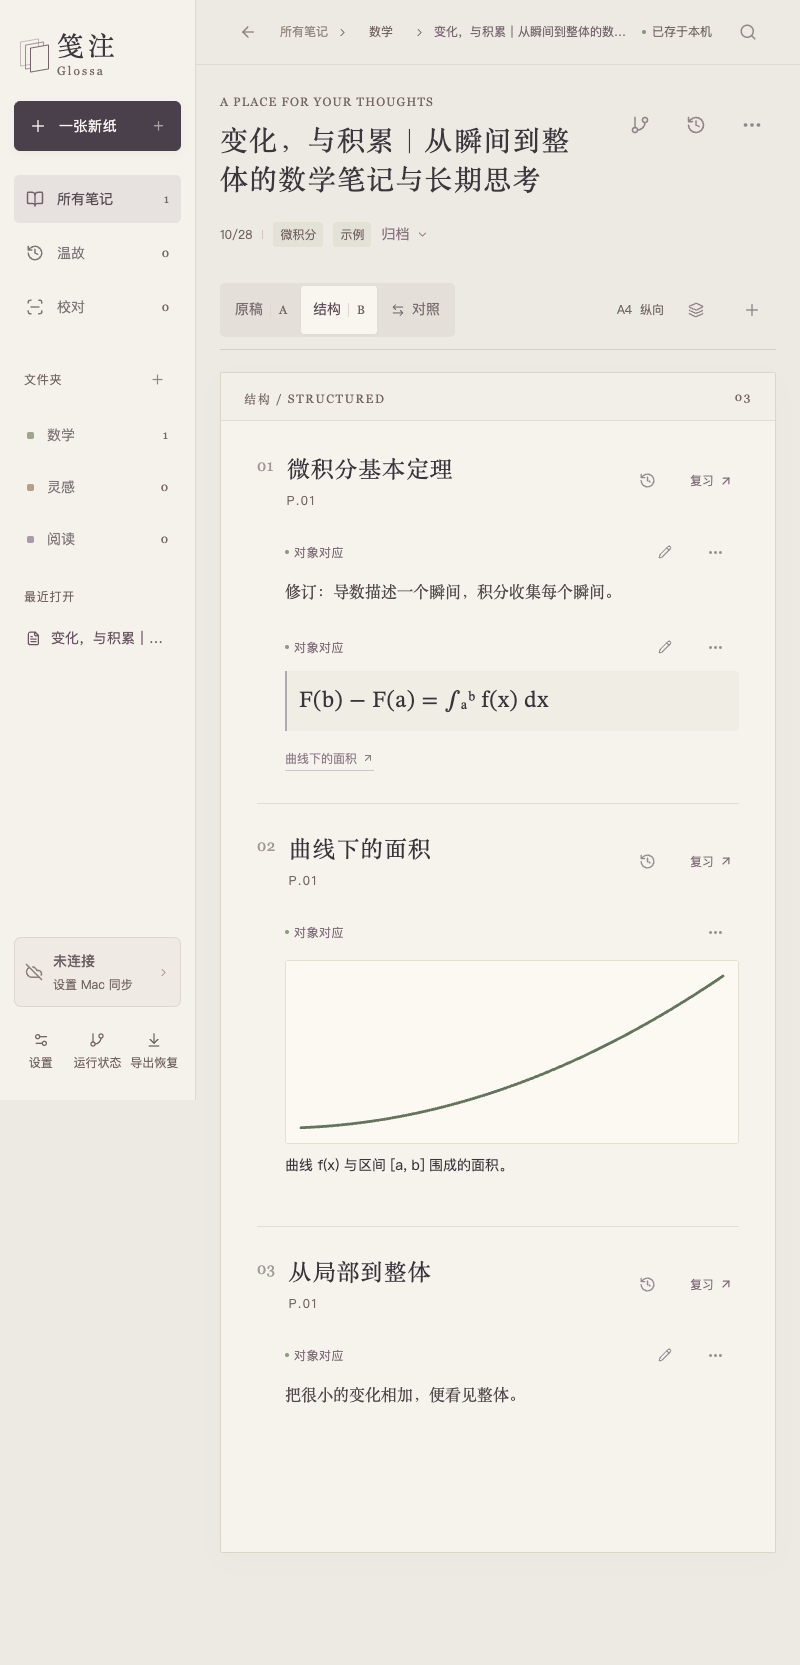 笺注
Glossa
一张新纸
所有笔记 1
温故 0
校对 0
文件夹
数学 1
灵感 0
阅读 0
最近打开
变化，与积累｜…
未连接
设置 Mac 同步
设置 运行状态 导出恢复
所有笔记 > 数学 > 变化，与积累｜从瞬间到整体的数… 已存于本机
A PLACE FOR YOUR THOUGHTS
变化，与积累｜从瞬间到整
体的数学笔记与长期思考
10/28 微积分 示例 归档
原稿 A 结构 B 对照 A4 纵向
结构 / STRUCTURED 03
01 微积分基本定理 复习
P.01
对象对应
修订：导数描述一个瞬间，积分收集每个瞬间。
对象对应
F(b) − F(a) = ∫ₐᵇ f(x) dx
曲线下的面积
02 曲线下的面积 复习
P.01
对象对应
曲线 f(x) 与区间 [a, b] 围成的面积。
03 从局部到整体 复习
P.01
对象对应
把很小的变化相加，便看见整体。